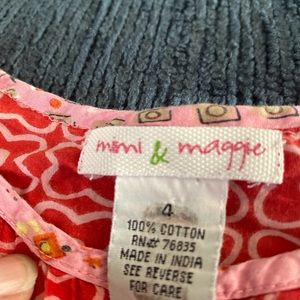 mimi & maggie
4
100% COTTON
RN# 76835
MADE IN INDIA
SEE REVERSE
FOR CARE